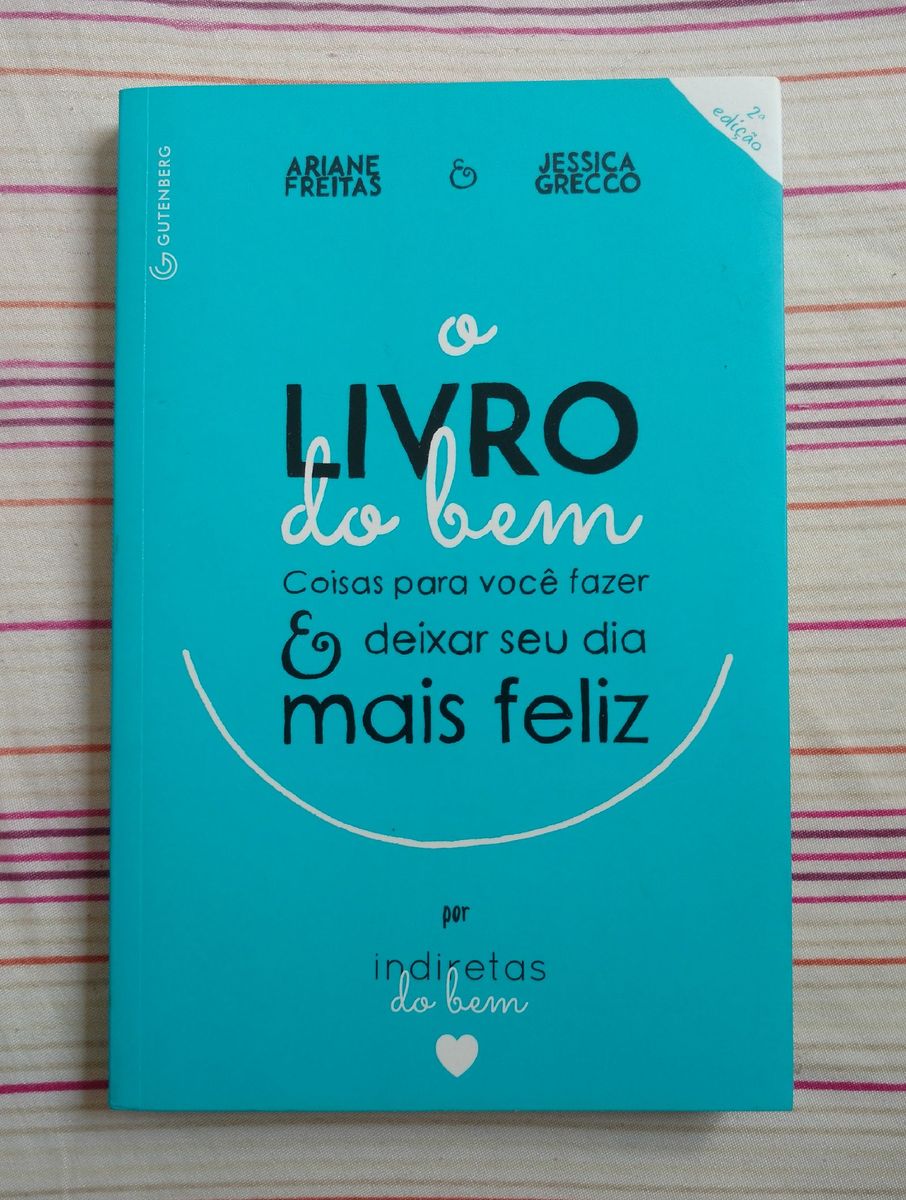 2ª
edição
GUTENBERG
ARIANE
FREITAS
&
JESSICA
GRECCO
o
LIVRO
do bem
Coisas para você fazer
& deixar seu dia
mais feliz
por
indiretas
do bem